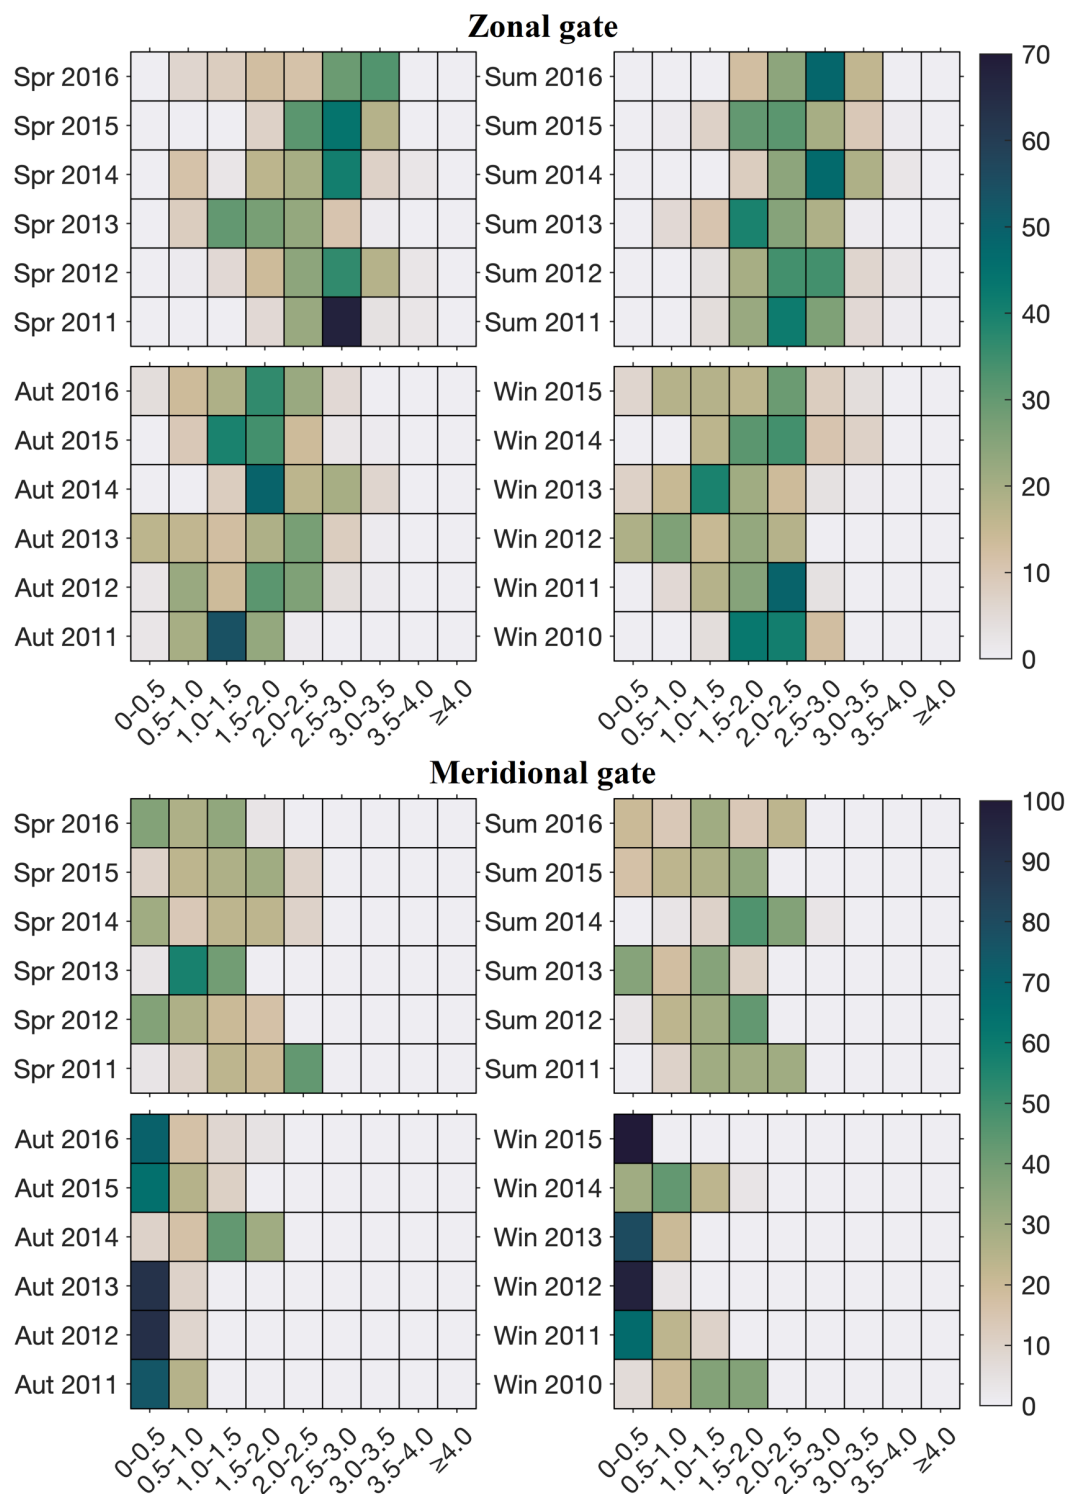 Zonal gate
Spr 2016
Spr 2015
Spr 2014
Spr 2013
Spr 2012
Spr 2011
Sum 2016
Sum 2015
Sum 2014
Sum 2013
Sum 2012
Sum 2011
Aut 2016
Aut 2015
Aut 2014
Aut 2013
Aut 2012
Aut 2011
0-0.5 0.5-1.0 1.0-1.5 1.5-2.0 2.0-2.5 2.5-3.0 3.0-3.5 3.5-4.0 ≥4.0
Win 2015
Win 2014
Win 2013
Win 2012
Win 2011
Win 2010
0-0.5 0.5-1.0 1.0-1.5 1.5-2.0 2.0-2.5 2.5-3.0 3.0-3.5 3.5-4.0 ≥4.0
70
60
50
40
30
20
10
0
Meridional gate
Spr 2016
Spr 2015
Spr 2014
Spr 2013
Spr 2012
Spr 2011
Sum 2016
Sum 2015
Sum 2014
Sum 2013
Sum 2012
Sum 2011
Aut 2016
Aut 2015
Aut 2014
Aut 2013
Aut 2012
Aut 2011
0-0.5 0.5-1.0 1.0-1.5 1.5-2.0 2.0-2.5 2.5-3.0 3.0-3.5 3.5-4.0 ≥4.0
Win 2015
Win 2014
Win 2013
Win 2012
Win 2011
Win 2010
0-0.5 0.5-1.0 1.0-1.5 1.5-2.0 2.0-2.5 2.5-3.0 3.0-3.5 3.5-4.0 ≥4.0
100
90
80
70
60
50
40
30
20
10
0